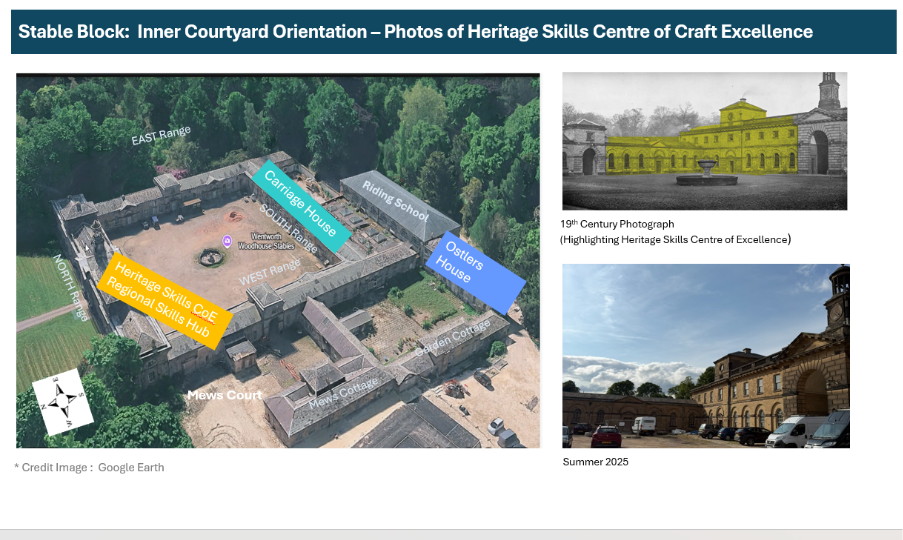 Stable Block:  Inner Courtyard Orientation – Photos of Heritage Skills Centre of Craft Excellence
EAST Range
Carriage House
Riding School
SOUTH Range
Wentworth
Woodhouse Stables
Ostlers
House
NORTH Range
Heritage Skills CoE
Regional Skills Hub
WEST Range
Garden Cottage
Mews Cottage
Mews Court
* Credit Image :  Google Earth
19th Century Photograph
(Highlighting Heritage Skills Centre of Excellence)
Summer 2025